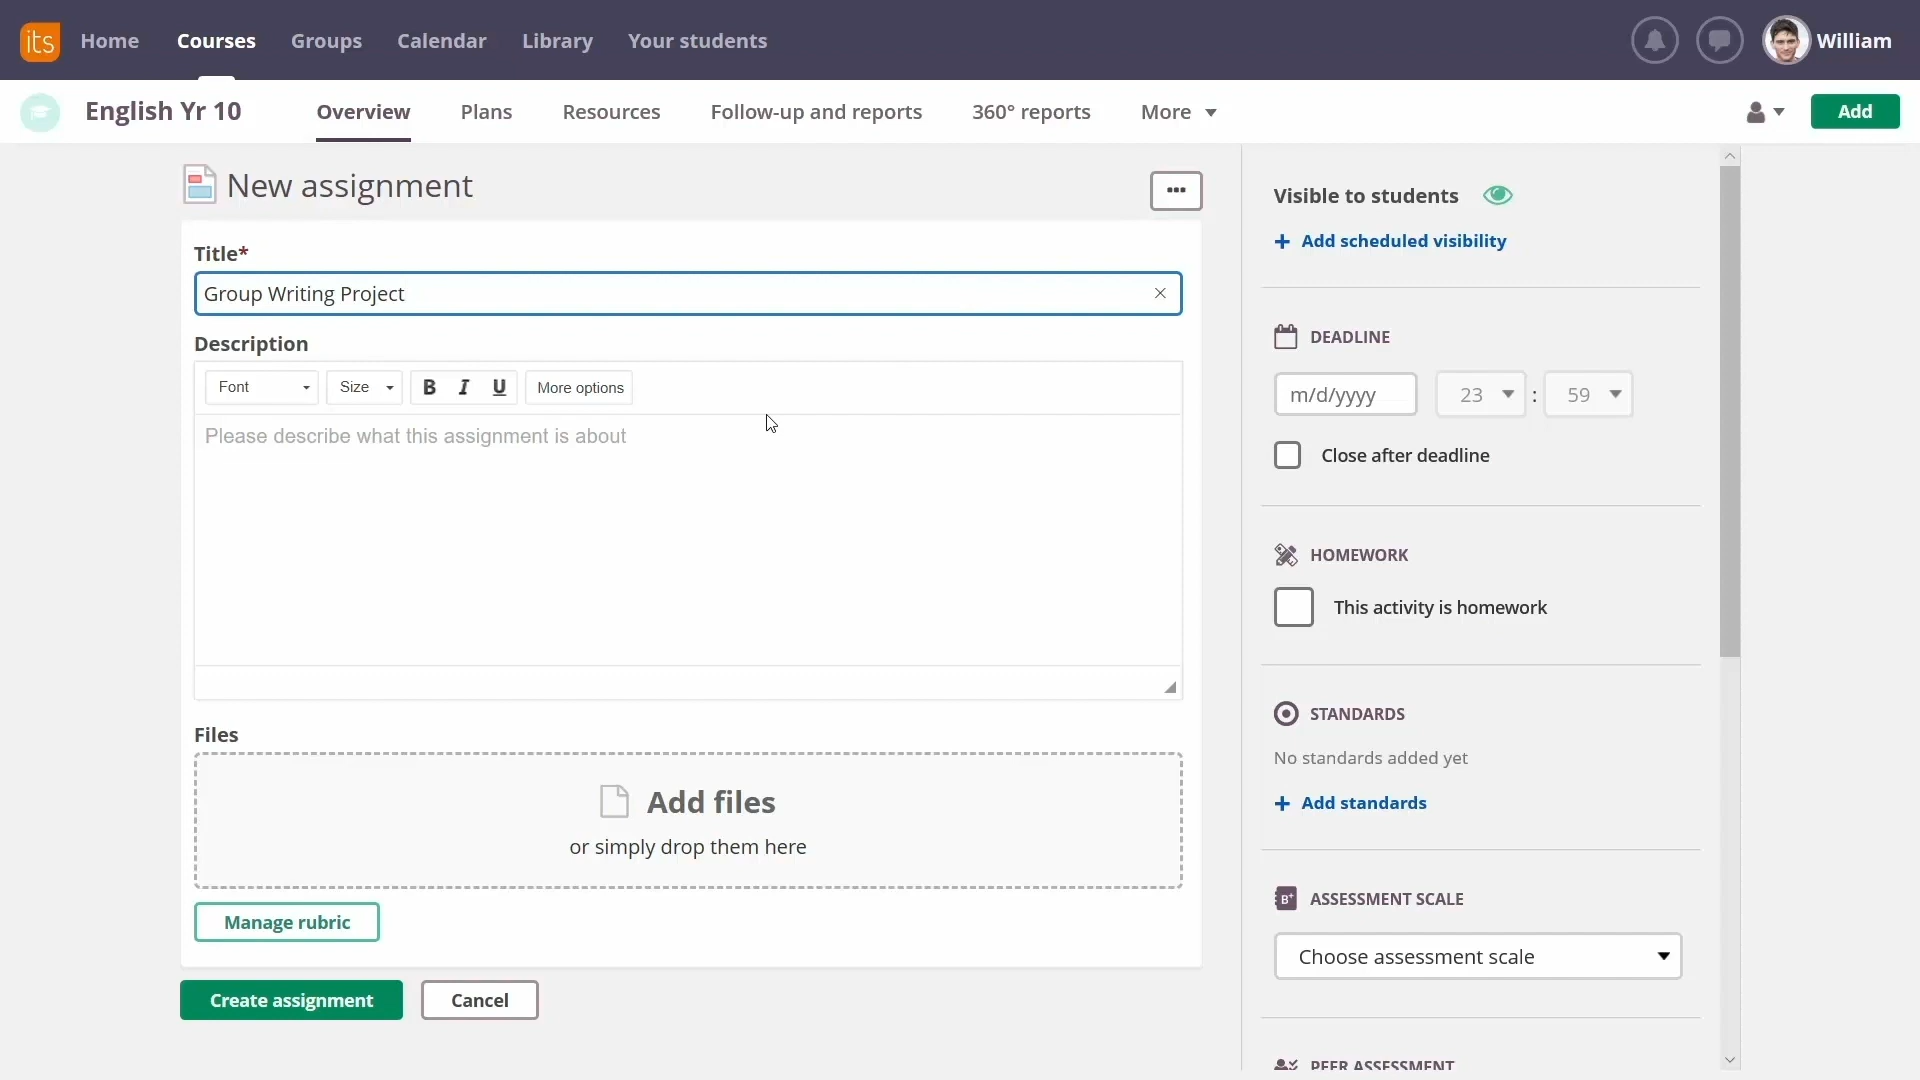 its Home Courses Groups Calendar Library Your students William
English Yr 10 Overview Plans Resources Follow-up and reports 360° reports More Add
New assignment
Title*
Group Writing Project
Description
Font Size B I U More options
Please describe what this assignment is about
Files
Add files
or simply drop them here
Manage rubric
Create assignment Cancel
Visible to students
+ Add scheduled visibility
DEADLINE
m/d/yyyy 23 : 59
Close after deadline
HOMEWORK
This activity is homework
STANDARDS
No standards added yet
+ Add standards
B+ ASSESSMENT SCALE
Choose assessment scale
PEER ASSESSMENT